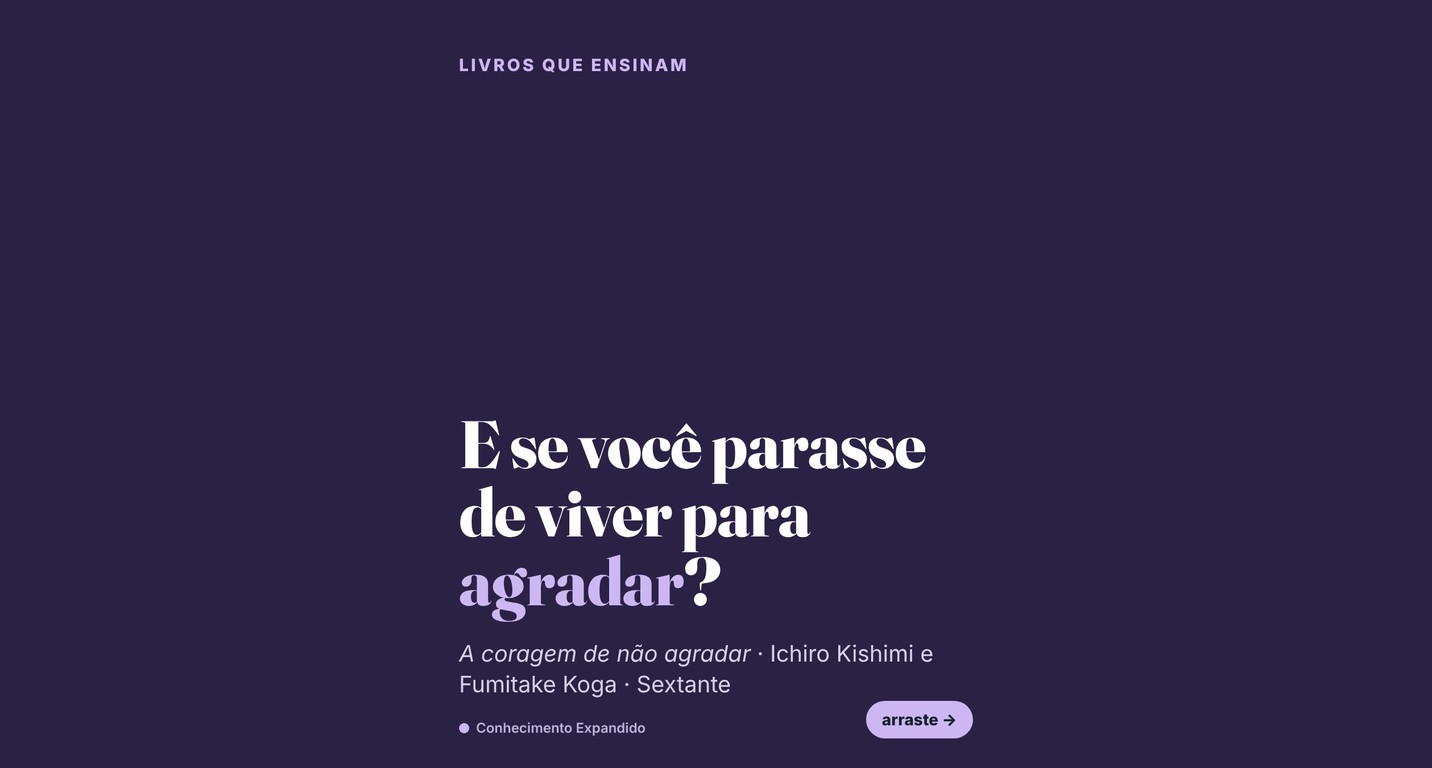 LIVROS QUE ENSINAM
E se você parasse
de viver para
agradar?
A coragem de não agradar · Ichiro Kishimi e
Fumitake Koga · Sextante
Conhecimento Expandido
arraste →